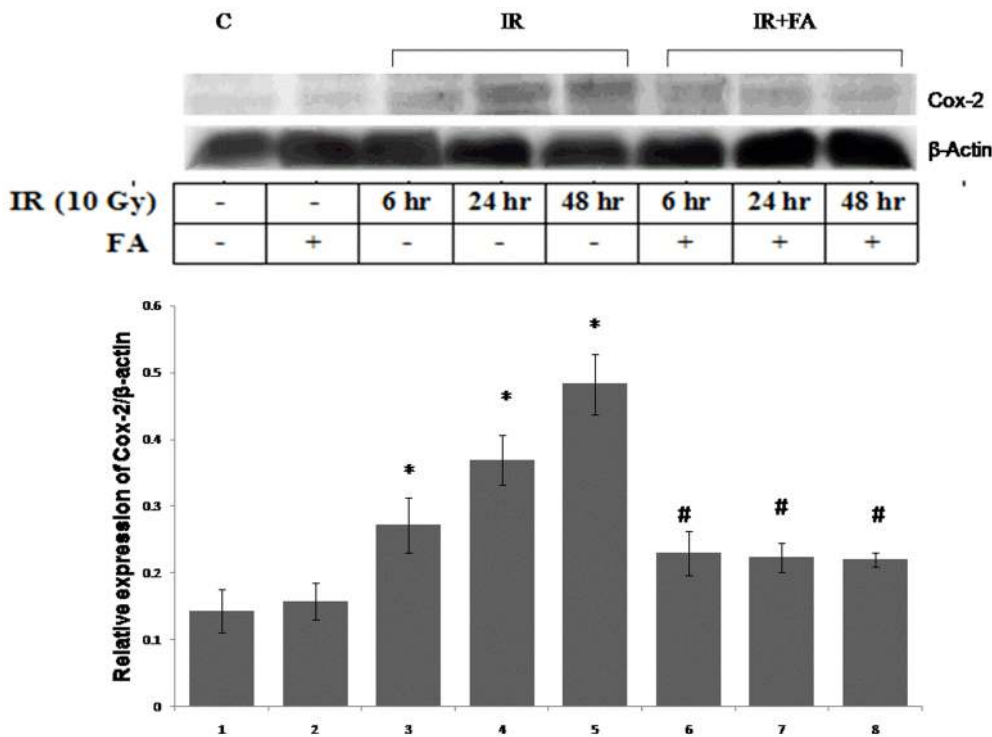 C IR IR+FA
Cox-2
β-Actin
IR (10 Gy) - - 6 hr 24 hr 48 hr 6 hr 24 hr 48 hr
FA - + - - - + + +
Relative expression of Cox-2/β-actin
0.6
0.5
0.4
0.3
0.2
0.1
0
* * * # # #
1 2 3 4 5 6 7 8